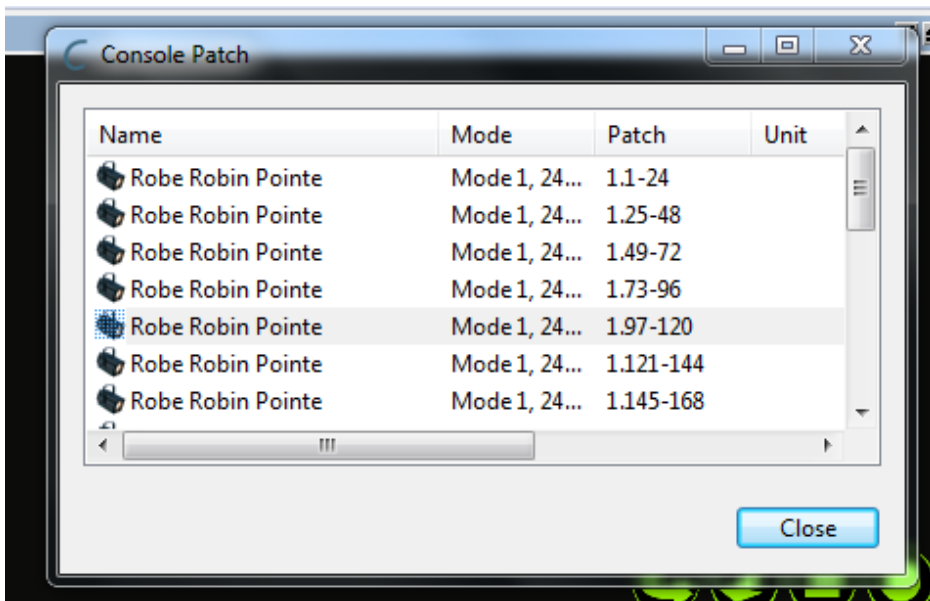 Console Patch
Name Mode Patch Unit
Robe Robin Pointe Mode 1, 24... 1.1-24
Robe Robin Pointe Mode 1, 24... 1.25-48
Robe Robin Pointe Mode 1, 24... 1.49-72
Robe Robin Pointe Mode 1, 24... 1.73-96
Robe Robin Pointe Mode 1, 24... 1.97-120
Robe Robin Pointe Mode 1, 24... 1.121-144
Robe Robin Pointe Mode 1, 24... 1.145-168
Close